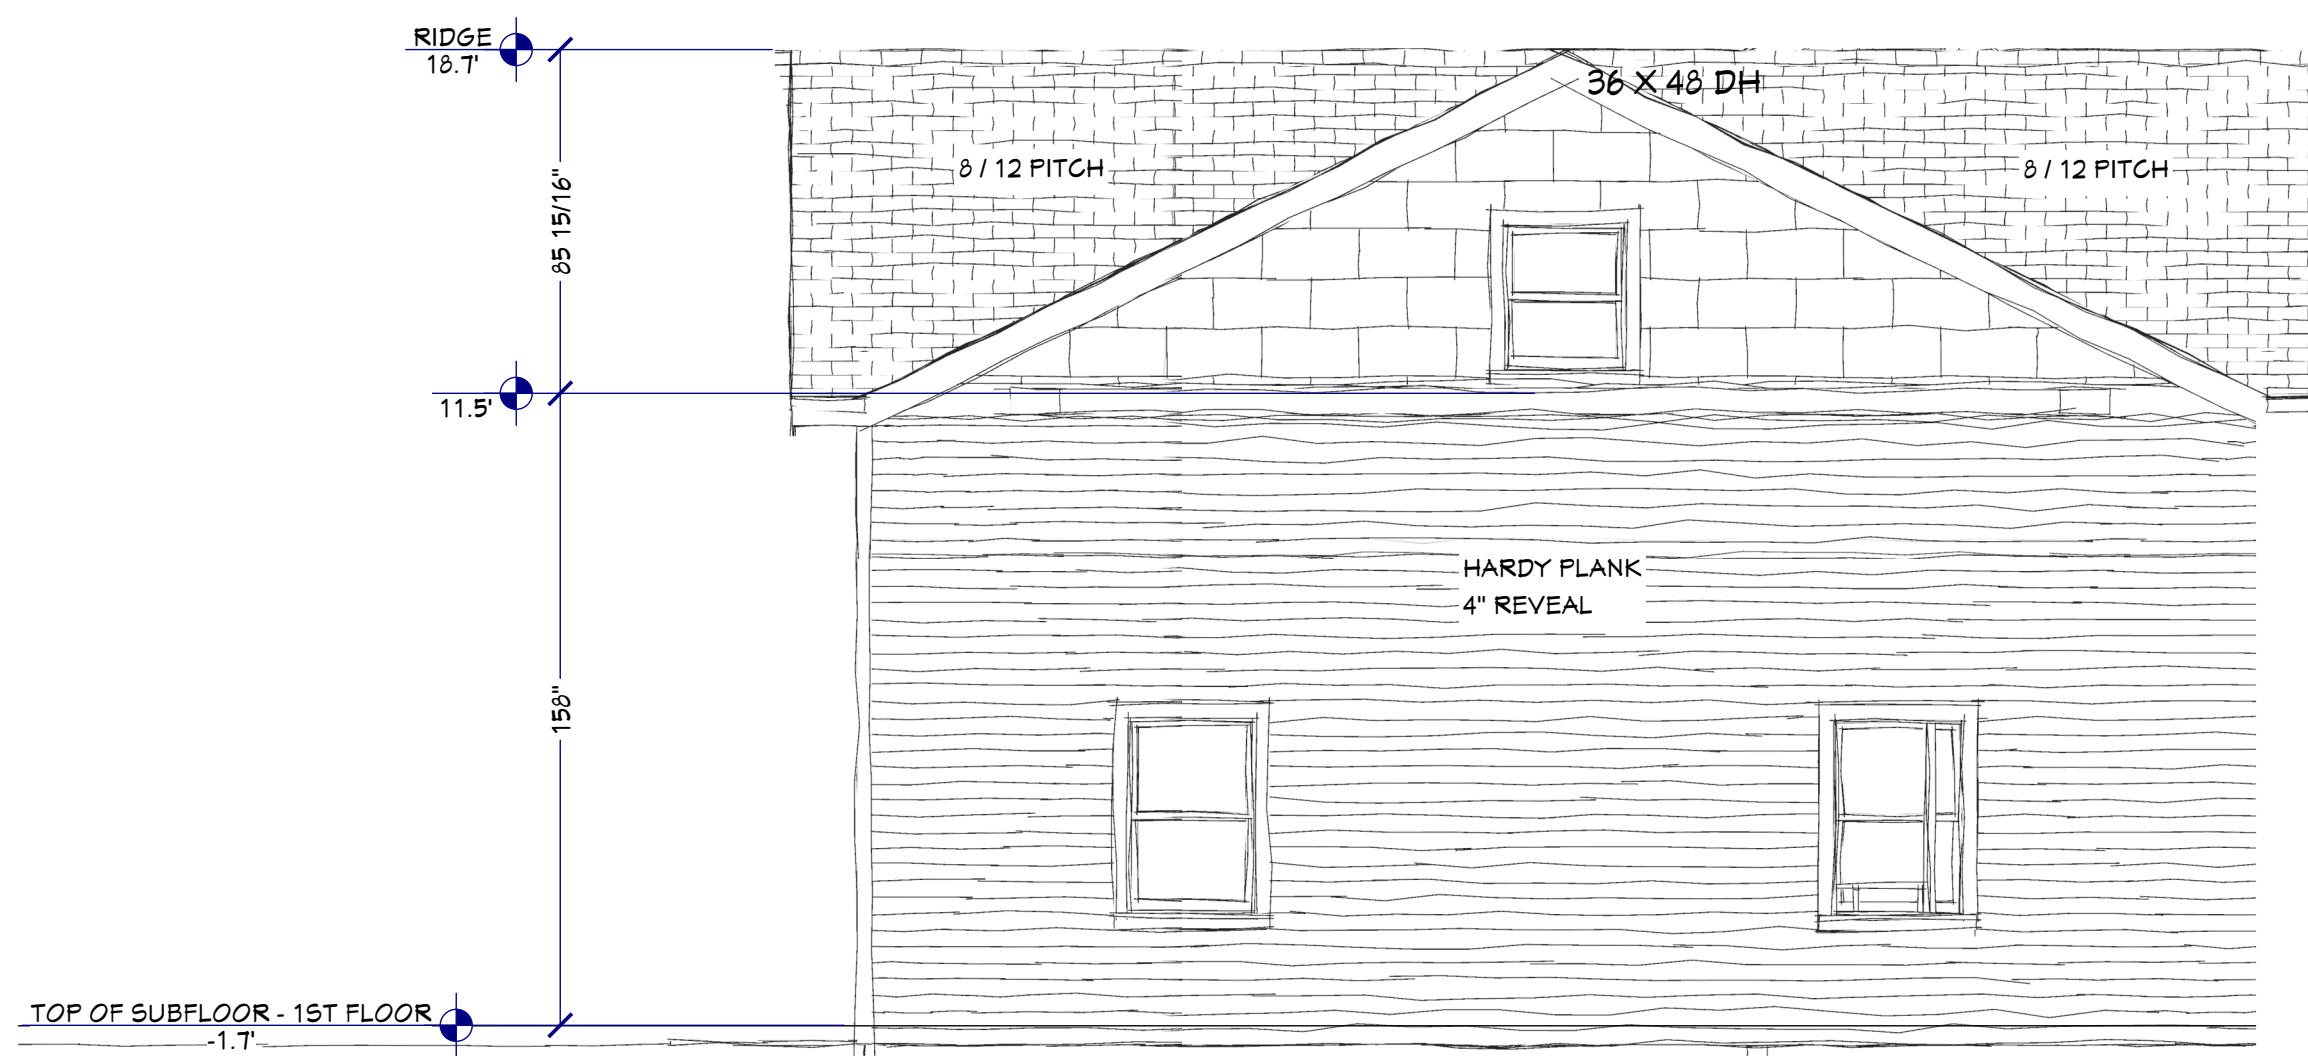 RIDGE
18.7'
36 X 48 DH
8 / 12 PITCH
8 / 12 PITCH
85 15/16"
11.5'
HARDY PLANK
4" REVEAL
158"
TOP OF SUBFLOOR - 1ST FLOOR
-1.7'